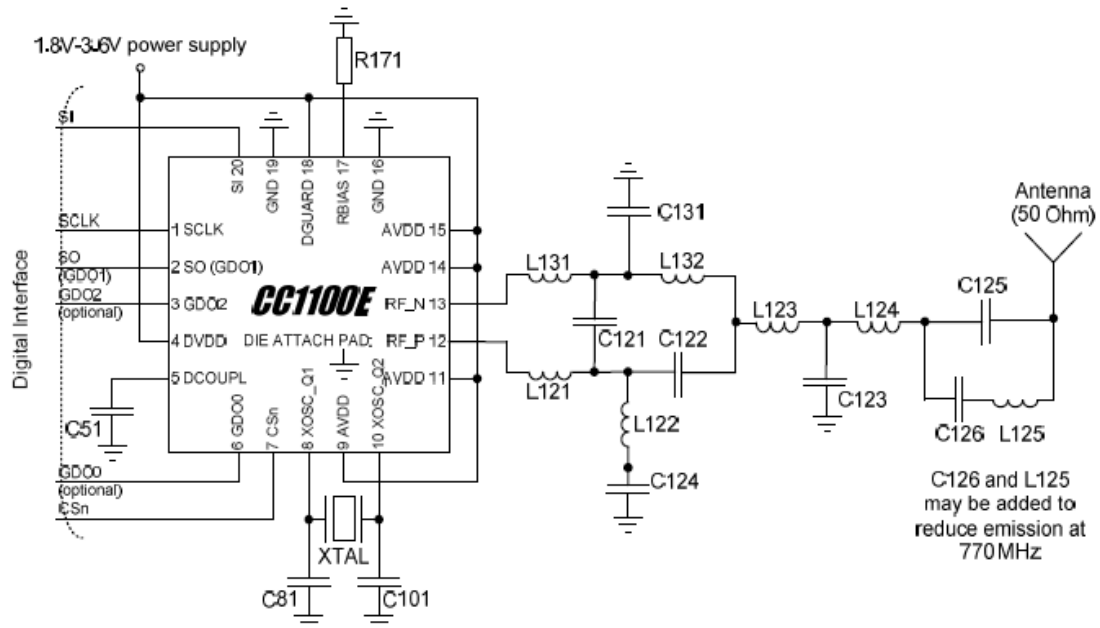 1.8V-3.6V power supply
R171
SI
SI 20
GND 19
DGUARD 18
RBIAS 17
GND 16
Antenna
(50 Ohm)
C131
SCLK
1 SCLK
AVDD 15
SO
(GDO1)
2 SO (GDO1)
AVDD 14
L131
L132
C125
GDO2
(optional)
3 GDO2
CC1100E
RF_N 13
L123
L124
C121
C122
4 DVDD
DIE ATTACH PAD:
RF_P 12
5 DCOUPL
AVDD 11
L121
C123
Digital Interface
C51
6 GDO0
7 CSn
8 XOSC_Q1
9 AVDD
10 XOSC_Q2
L122
C126
L125
GDO0
(optional)
CSn
C124
C126 and L125
may be added to
reduce emission at
770MHz
XTAL
C81
C101